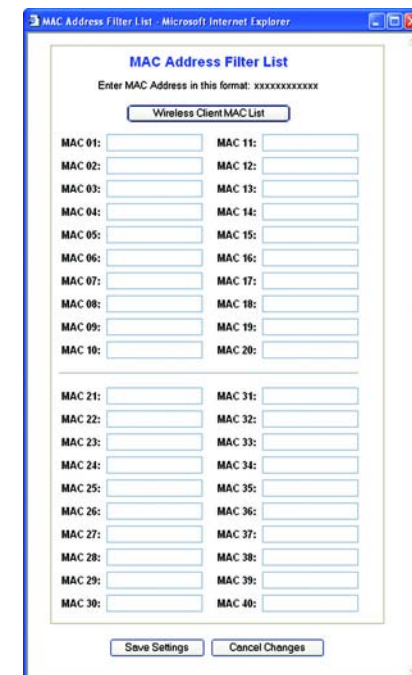 MAC Address Filter List - Microsoft Internet Explorer
MAC Address Filter List
Enter MAC Address in this format: xxxxxxxxxxxx
Wireless Client MAC List
MAC 01: MAC 11:
MAC 02: MAC 12:
MAC 03: MAC 13:
MAC 04: MAC 14:
MAC 05: MAC 15:
MAC 06: MAC 16:
MAC 07: MAC 17:
MAC 08: MAC 18:
MAC 09: MAC 19:
MAC 10: MAC 20:
MAC 21: MAC 31:
MAC 22: MAC 32:
MAC 23: MAC 33:
MAC 24: MAC 34:
MAC 25: MAC 35:
MAC 26: MAC 36:
MAC 27: MAC 37:
MAC 28: MAC 38:
MAC 29: MAC 39:
MAC 30: MAC 40:
Save Settings Cancel Changes